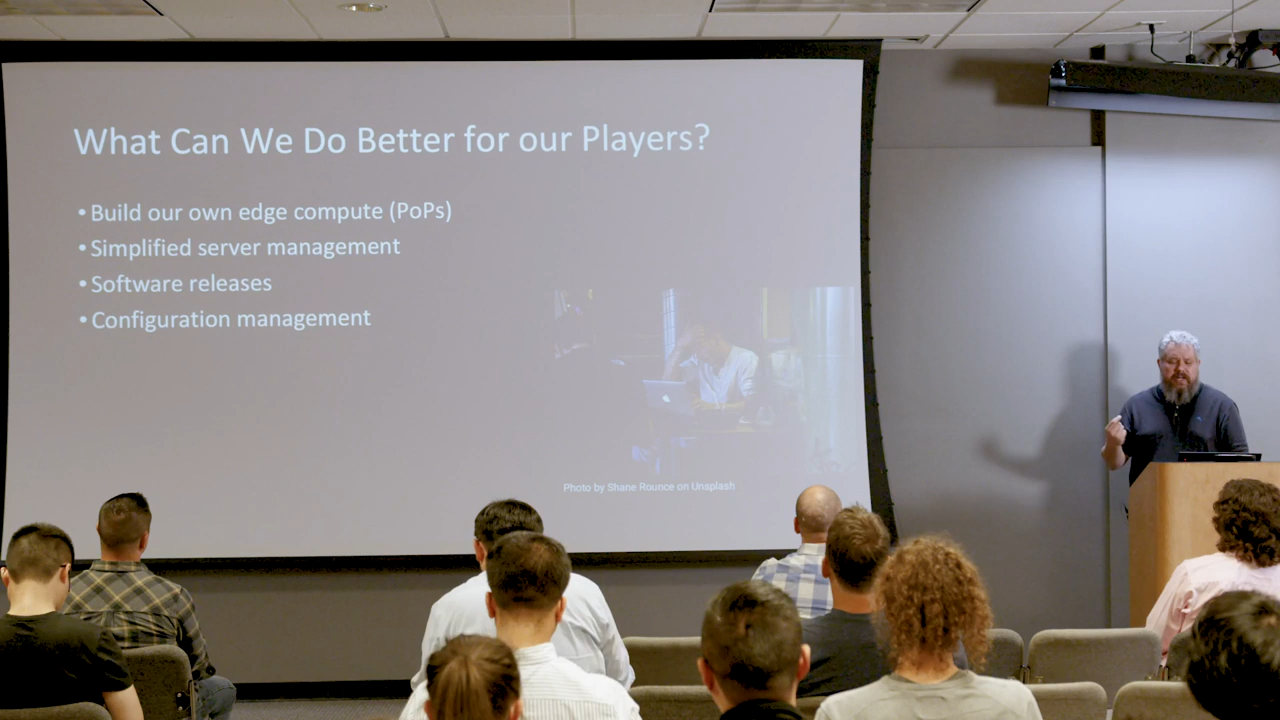 What Can We Do Better for our Players?
• Build our own edge compute (PoPs)
• Simplified server management
• Software releases
• Configuration management
Photo by Shane Rounce on Unsplash